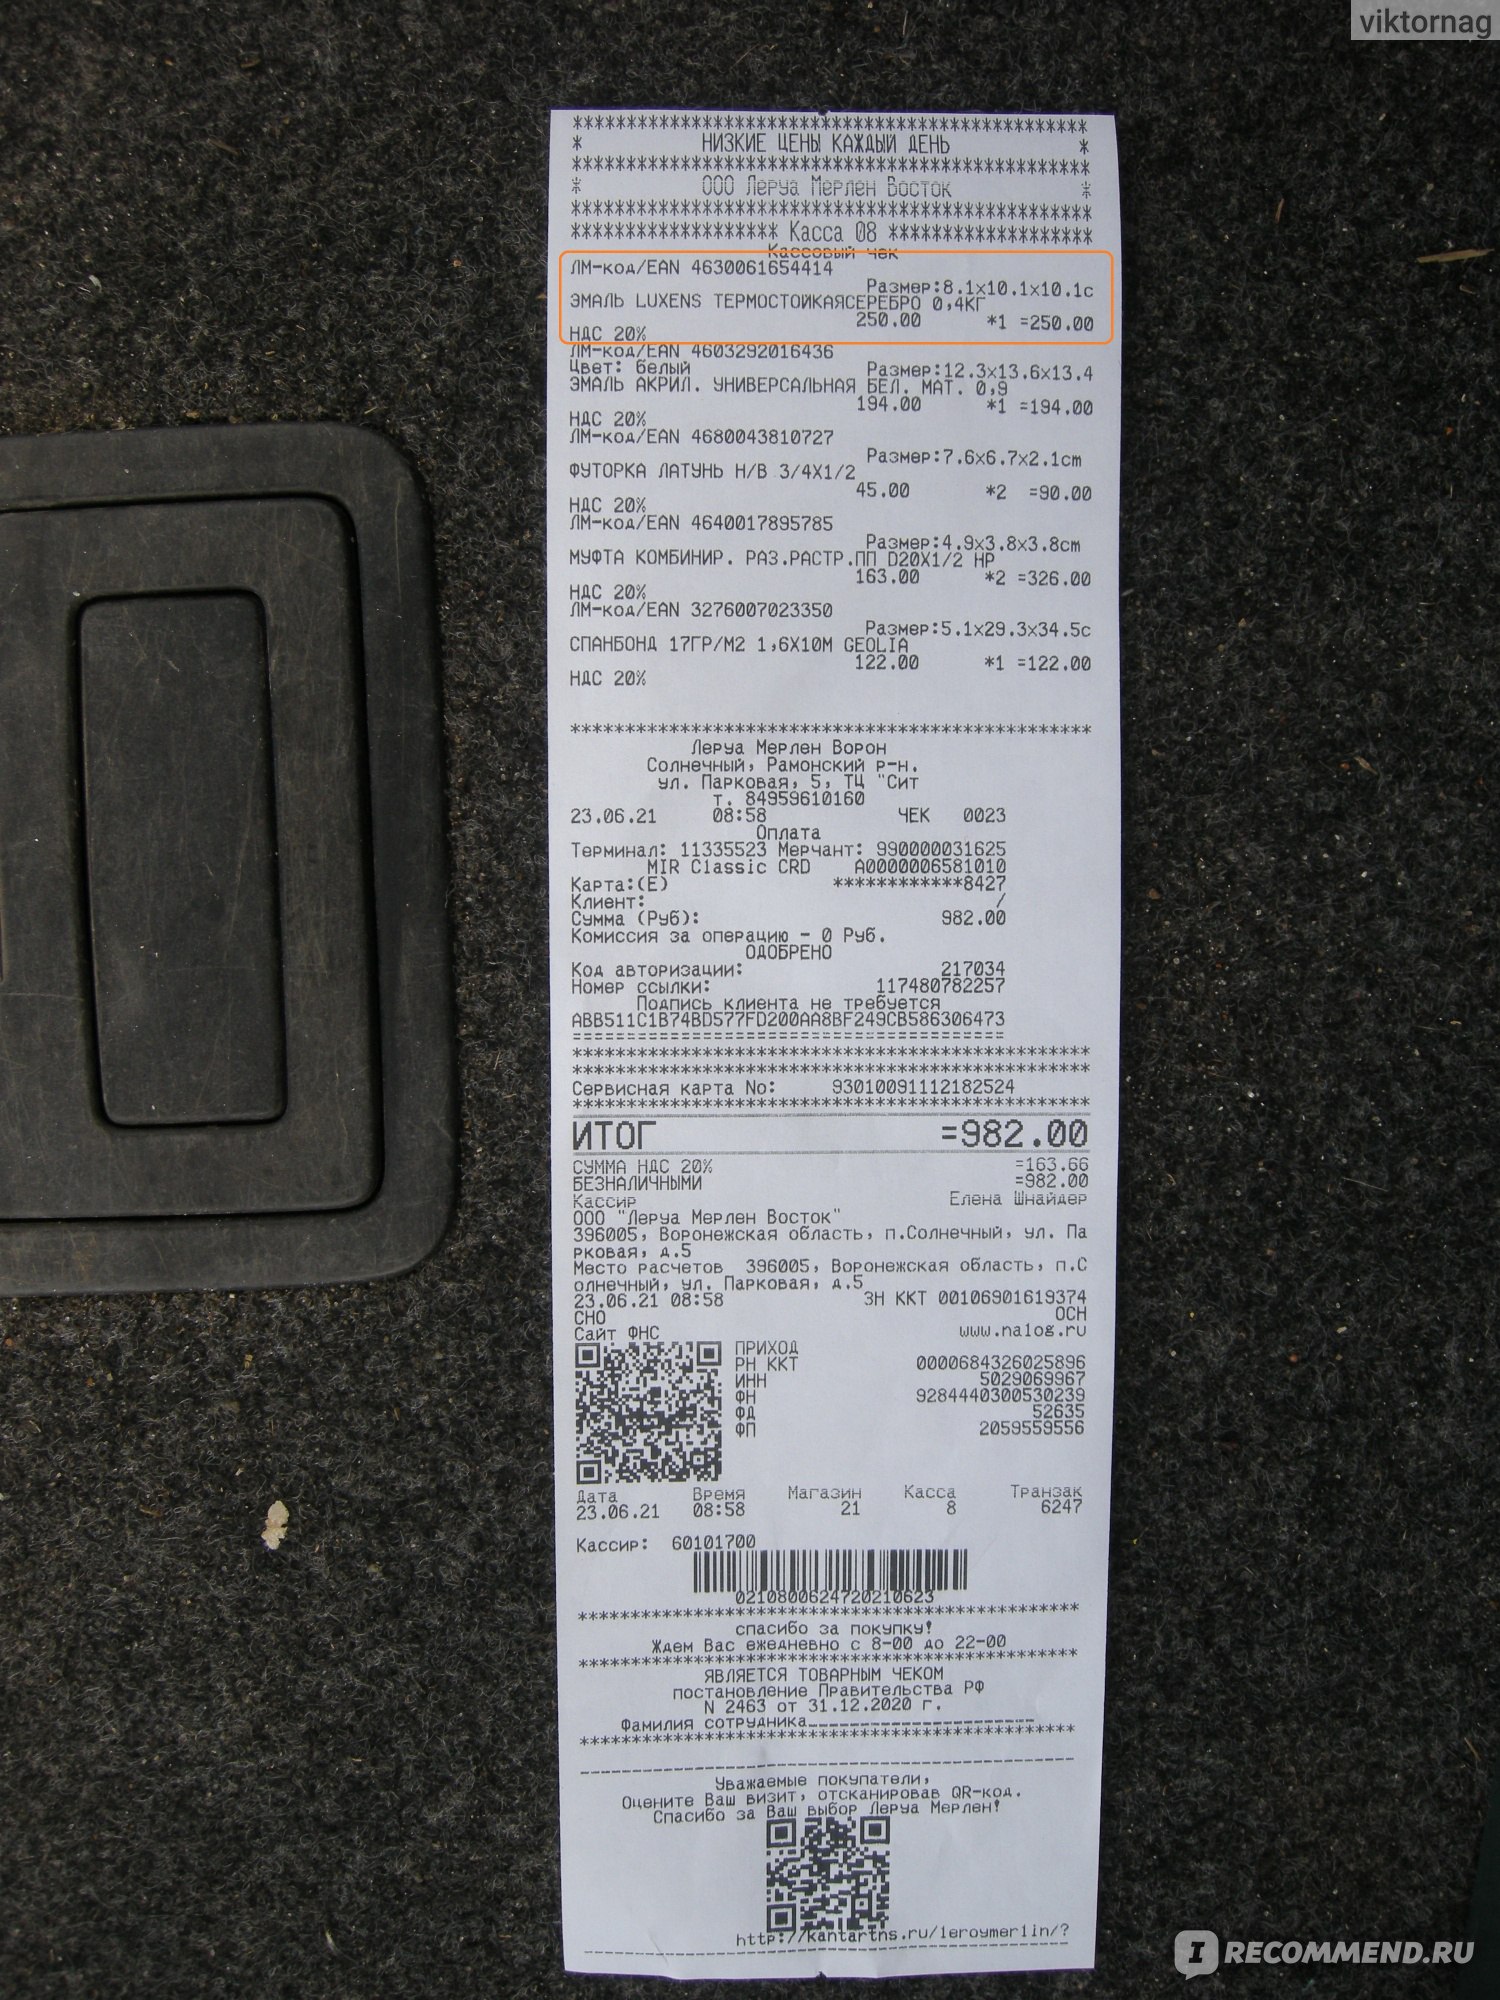 viktornag
************************************************
* НИЗКИЕ ЦЕНЫ КАЖДЫЙ ДЕНЬ *
************************************************
* ООО Леруа Мерлен Восток *
************************************************
******************* Касса 08 *******************
Кассовый чек
ЛМ-код/EAN 4630061654414
Размер:8.1x10.1x10.1c
ЭМАЛЬ LUXENS ТЕРМОСТОЙКАЯСЕРЕБРО 0,4КГ
250.00 *1 =250.00
НДС 20%
ЛМ-код/EAN 4603292016436
Цвет: белый Размер:12.3x13.6x13.4
ЭМАЛЬ АКРИЛ. УНИВЕРСАЛЬНАЯ БЕЛ. МАТ. 0,9
194.00 *1 =194.00
НДС 20%
ЛМ-код/EAN 4680043810727
Размер:7.6x6.7x2.1cm
ФУТОРКА ЛАТУНЬ Н/В 3/4X1/2
45.00 *2 =90.00
НДС 20%
ЛМ-код/EAN 4640017895785
Размер:4.9x3.8x3.8cm
МУФТА КОМБИНИР. РАЗ.РАСТР.ПП D20X1/2 НР
163.00 *2 =326.00
НДС 20%
ЛМ-код/EAN 3276007023350
Размер:5.1x29.3x34.5c
СПАНБОНД 17ГР/М2 1,6Х10М GEOLIA
122.00 *1 =122.00
НДС 20%
************************************************
Леруа Мерлен Ворон
Солнечный, Рамонский р-н.
ул. Парковая, 5, ТЦ "Сит
т. 84959610160
23.06.21 08:58 ЧЕК 0023
Оплата
Терминал: 11335523 Мерчант: 990000031625
MIR Classic CRD A0000006581010
Карта:(E) ************8427
Клиент: /
Сумма (Руб): 982.00
Комиссия за операцию - 0 Руб.
ОДОБРЕНО
Код авторизации: 217034
Номер ссылки: 117480782257
Подпись клиента не требуется
ABB511C1B74BD577FD200AA8BF249CB586306473
========================================
************************************************
************************************************
Сервисная карта No: 93010091112182524
************************************************
ИТОГ =982.00
СУММА НДС 20% =163.66
БЕЗНАЛИЧНЫМИ =982.00
Кассир Елена Шнайдер
ООО "Леруа Мерлен Восток"
396005, Воронежская область, п.Солнечный, ул. Па
рковая, д.5
Место расчетов 396005, Воронежская область, п.С
олнечный, ул. Парковая, д.5
23.06.21 08:58 ЗН ККТ 00106901619374
СНО ОСН
Сайт ФНС www.nalog.ru
ПРИХОД
РН ККТ 0000684326025896
ИНН 5029069967
ФН 9284440300530239
ФД 52635
ФП 2059559556
Дата Время Магазин Касса Транзак
23.06.21 08:58 21 8 6247
Кассир: 60101700
0210800624720210623
************************************************
спасибо за покупку!
Ждем Вас ежедневно с 8-00 до 22-00
************************************************
ЯВЛЯЕТСЯ ТОВАРНЫМ ЧЕКОМ
постановление Правительства РФ
N 2463 от 31.12.2020 г.
Фамилия сотрудника_____________________
************************************************
------------------------------------------------
Уважаемые покупатели,
Оцените Ваш визит, отсканировав QR-код.
Спасибо за Ваш выбор Леруа Мерлен!
http://kantartns.ru/leroymerlin/?
------------------------------------------------
I RECOMMEND.RU